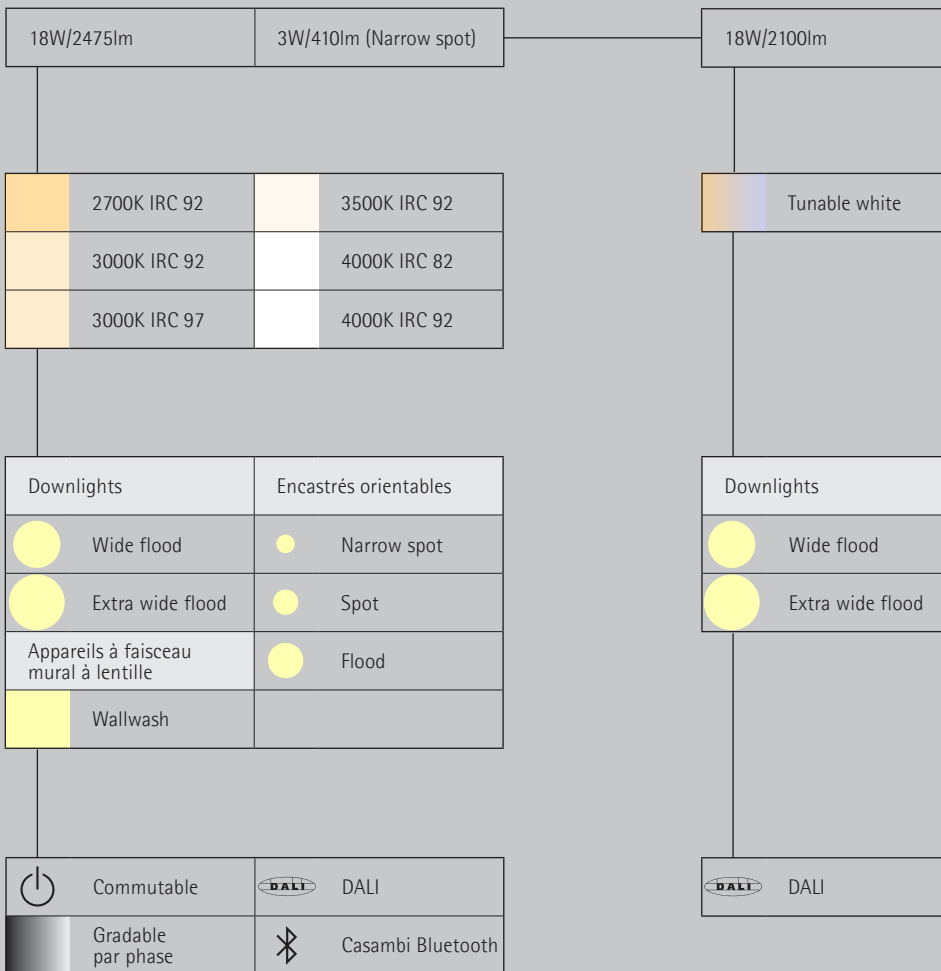 18W/2475lm
3W/410lm (Narrow spot)
18W/2100lm
2700K IRC 92
3500K IRC 92
Tunable white
3000K IRC 92
4000K IRC 82
3000K IRC 97
4000K IRC 92
Downlights
Encastrés orientables
Downlights
Wide flood
Narrow spot
Wide flood
Extra wide flood
Spot
Extra wide flood
Appareils à faisceau
mural à lentille
Flood
Wallwash
Commutable
DALI
DALI
DALI
DALI
Gradable
par phase
Casambi Bluetooth